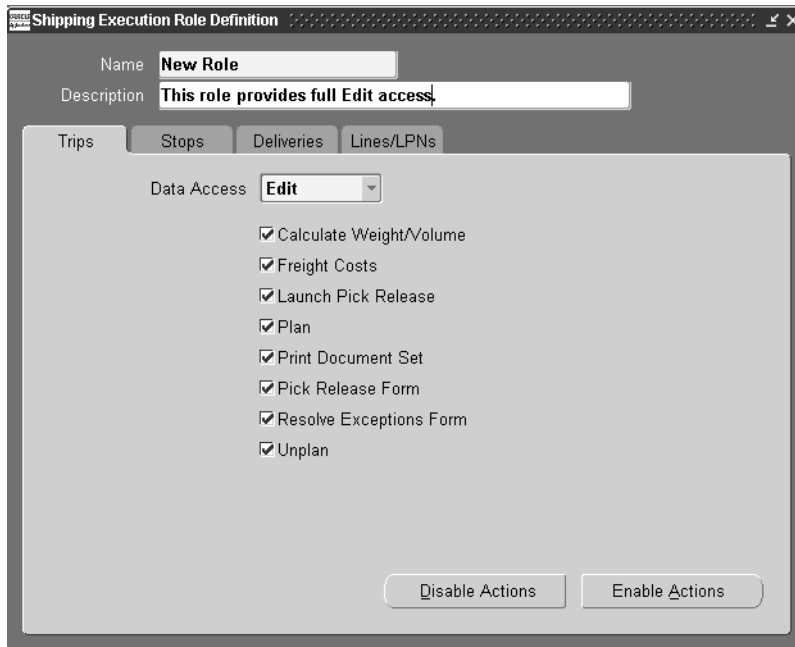 Shipping Execution Role Definition
Name New Role
Description This role provides full Edit access.
Trips Stops Deliveries Lines/LPNs
Data Access Edit
Calculate Weight/Volume
Freight Costs
Launch Pick Release
Plan
Print Document Set
Pick Release Form
Resolve Exceptions Form
Unplan
Disable Actions Enable Actions